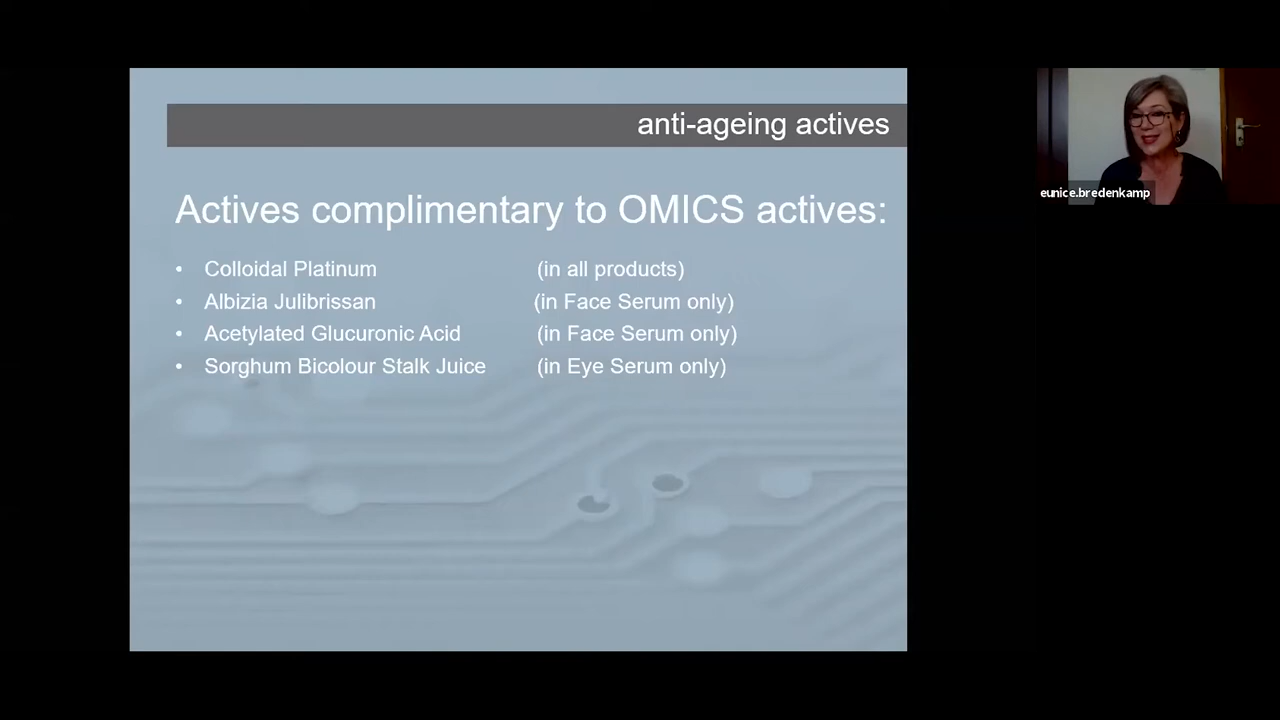 anti-ageing actives
Actives complimentary to OMICS actives:
• Colloidal Platinum (in all products)
• Albizia Julibrissan (in Face Serum only)
• Acetylated Glucuronic Acid (in Face Serum only)
• Sorghum Bicolour Stalk Juice (in Eye Serum only)
eunice.bredenkamp